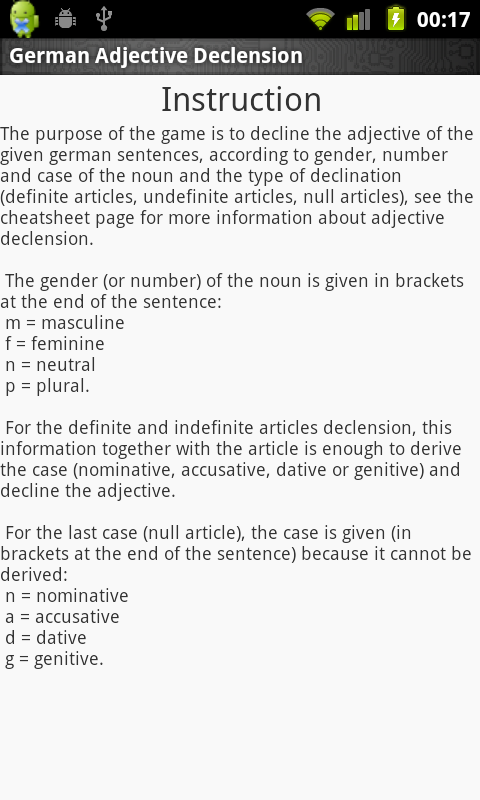 00:17
German Adjective Declension
Instruction
The purpose of the game is to decline the adjective of the
given german sentences, according to gender, number
and case of the noun and the type of declination
(definite articles, undefinite articles, null articles), see the
cheatsheet page for more information about adjective
declension.
The gender (or number) of the noun is given in brackets
at the end of the sentence:
m = masculine
f = feminine
n = neutral
p = plural.
For the definite and indefinite articles declension, this
information together with the article is enough to derive
the case (nominative, accusative, dative or genitive) and
decline the adjective.
For the last case (null article), the case is given (in
brackets at the end of the sentence) because it cannot be
derived:
n = nominative
a = accusative
d = dative
g = genitive.